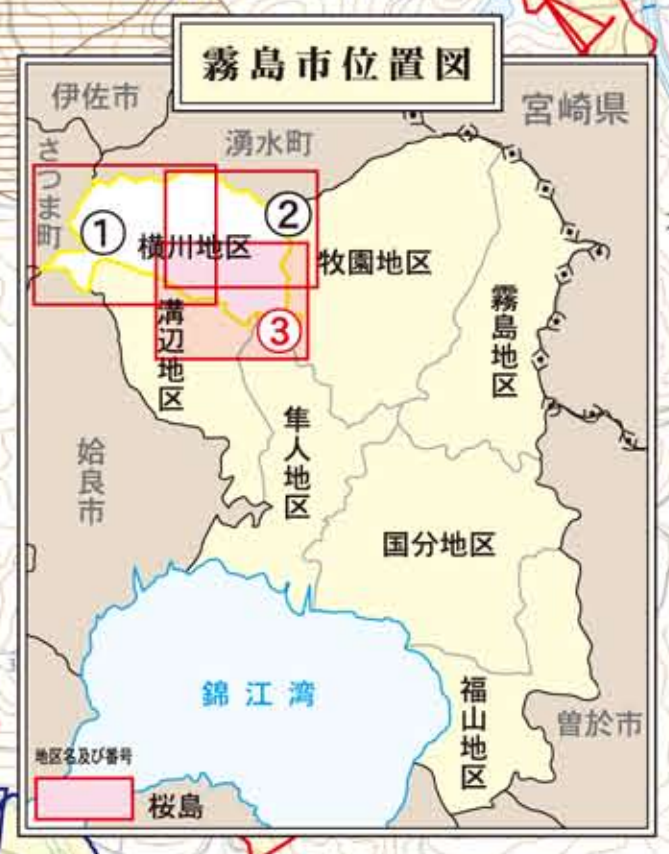 霧島市位置図
伊佐市
宮崎県
湧水町
さつま町
①
②
横川地区
牧園地区
③
溝辺地区
霧島地区
隼人地区
姶良市
国分地区
錦江湾
福山地区
曽於市
地区名及び番号
桜島